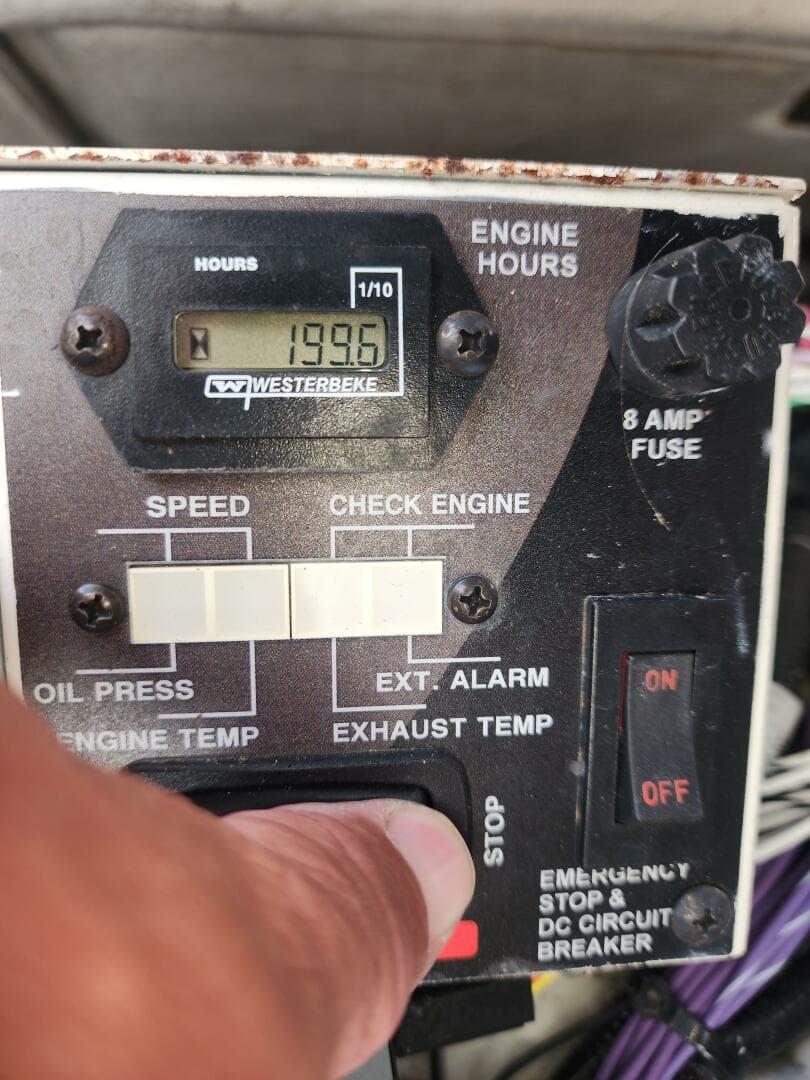 HOURS
1/10
199.6
WESTERBEKE
ENGINE
HOURS
8 AMP
FUSE
SPEED
CHECK ENGINE
OIL PRESS
EXT. ALARM
ENGINE TEMP
EXHAUST TEMP
ON
OFF
STOP
EMERGENCY
STOP &
DC CIRCUIT
BREAKER